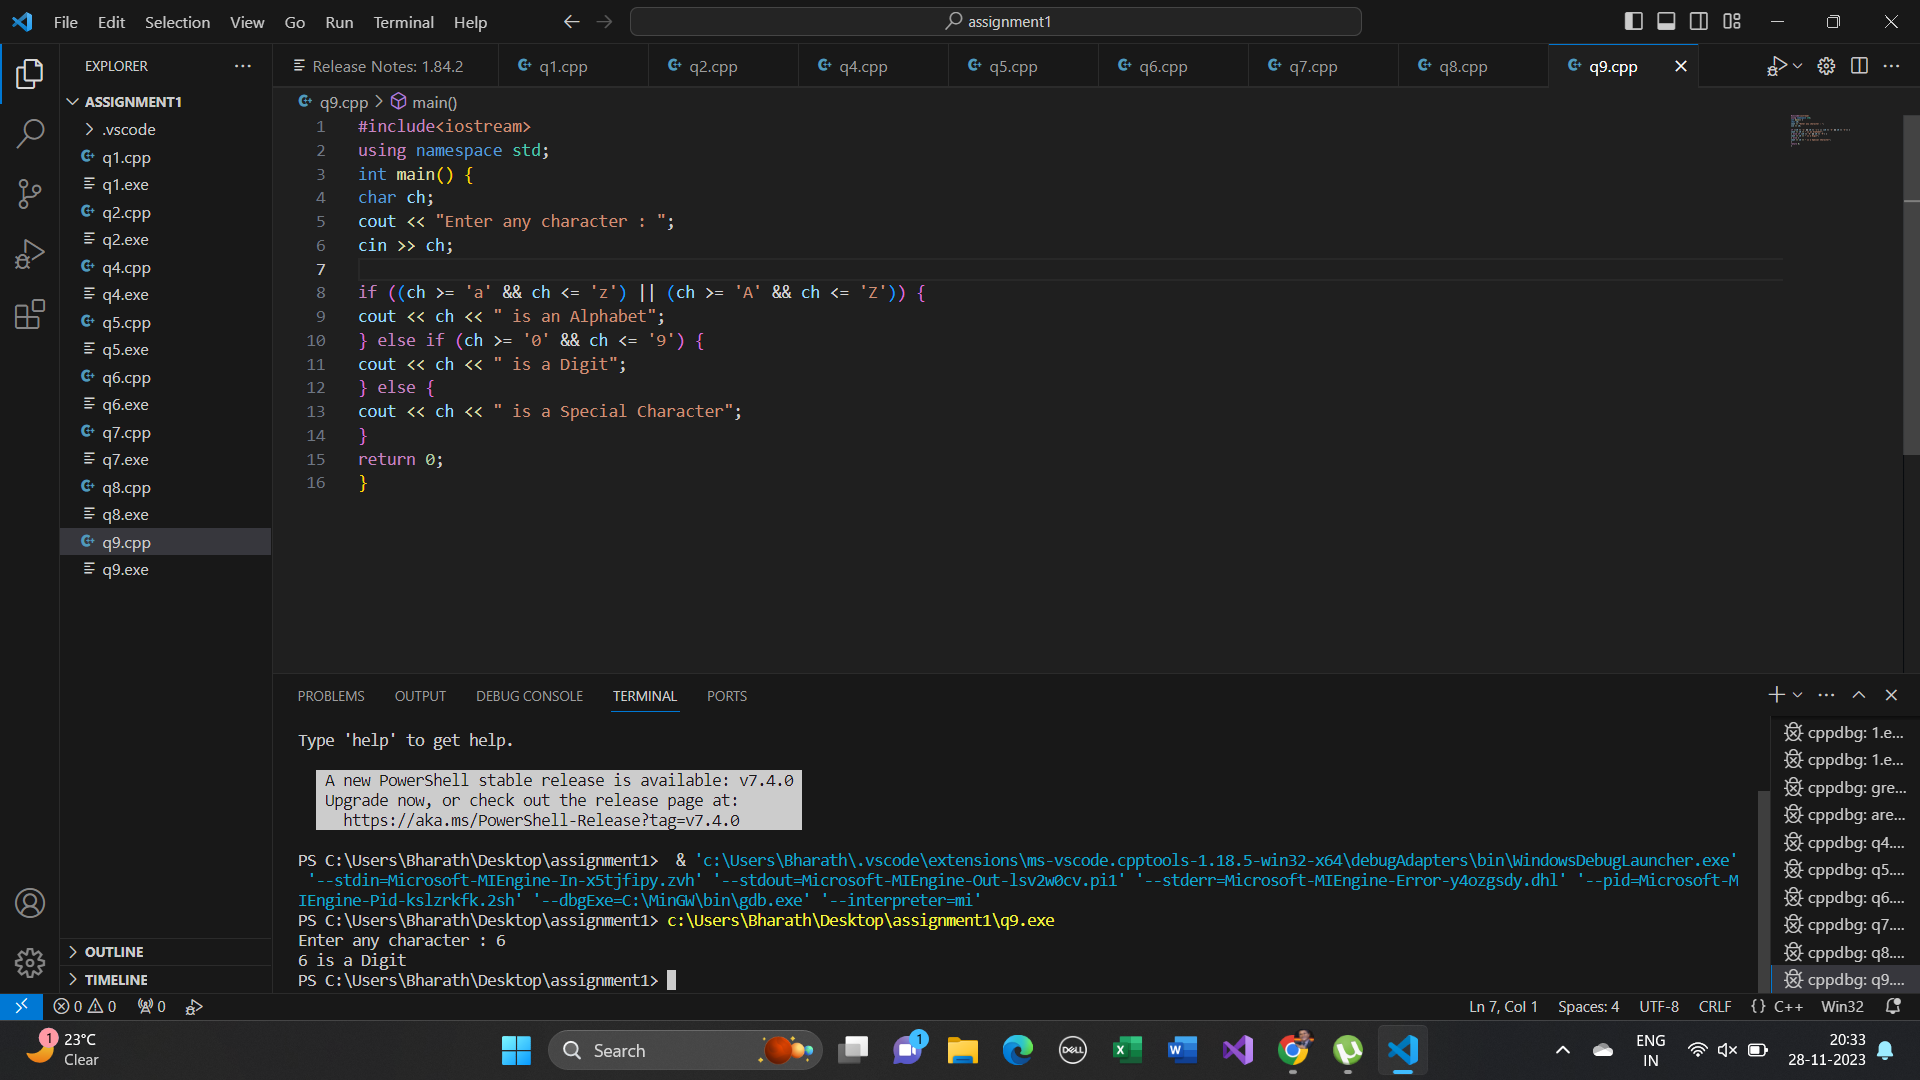 File Edit Selection View Go Run Terminal Help
assignment1
EXPLORER
ASSIGNMENT1
.vscode
q1.cpp
q1.exe
q2.cpp
q2.exe
q4.cpp
q4.exe
q5.cpp
q5.exe
q6.cpp
q6.exe
q7.cpp
q7.exe
q8.cpp
q8.exe
q9.cpp
q9.exe
OUTLINE
TIMELINE
Release Notes: 1.84.2 q1.cpp q2.cpp q4.cpp q5.cpp q6.cpp q7.cpp q8.cpp q9.cpp
q9.cpp > main()
1 #include<iostream>
2 using namespace std;
3 int main() {
4 char ch;
5 cout << "Enter any character : ";
6 cin >> ch;
7
8 if ((ch >= 'a' && ch <= 'z') || (ch >= 'A' && ch <= 'Z')) {
9 cout << ch << " is an Alphabet";
10 } else if (ch >= '0' && ch <= '9') {
11 cout << ch << " is a Digit";
12 } else {
13 cout << ch << " is a Special Character";
14 }
15 return 0;
16 }
PROBLEMS OUTPUT DEBUG CONSOLE TERMINAL PORTS
Type 'help' to get help.
A new PowerShell stable release is available: v7.4.0
Upgrade now, or check out the release page at:
https://aka.ms/PowerShell-Release?tag=v7.4.0
PS C:\Users\Bharath\Desktop\assignment1> & 'c:\Users\Bharath\.vscode\extensions\ms-vscode.cpptools-1.18.5-win32-x64\debugAdapters\bin\WindowsDebugLauncher.exe'
'--stdin=Microsoft-MIEngine-In-x5tjfipy.zvh' '--stdout=Microsoft-MIEngine-Out-lsv2w0cv.pi1' '--stderr=Microsoft-MIEngine-Error-y4ozgsdy.dhl' '--pid=Microsoft-M
IEngine-Pid-kslzrkfk.2sh' '--dbgExe=C:\MinGW\bin\gdb.exe' '--interpreter=mi'
PS C:\Users\Bharath\Desktop\assignment1> c:\Users\Bharath\Desktop\assignment1\q9.exe
Enter any character : 6
6 is a Digit
PS C:\Users\Bharath\Desktop\assignment1>
cppdbg: 1.e...
cppdbg: 1.e...
cppdbg: gre...
cppdbg: are...
cppdbg: q4....
cppdbg: q5....
cppdbg: q6....
cppdbg: q7....
cppdbg: q8....
cppdbg: q9....
0 0 0
Ln 7, Col 1 Spaces: 4 UTF-8 CRLF {} C++ Win32
1
23°C
Clear
Search
1
DELL
ENG
IN
20:33
28-11-2023